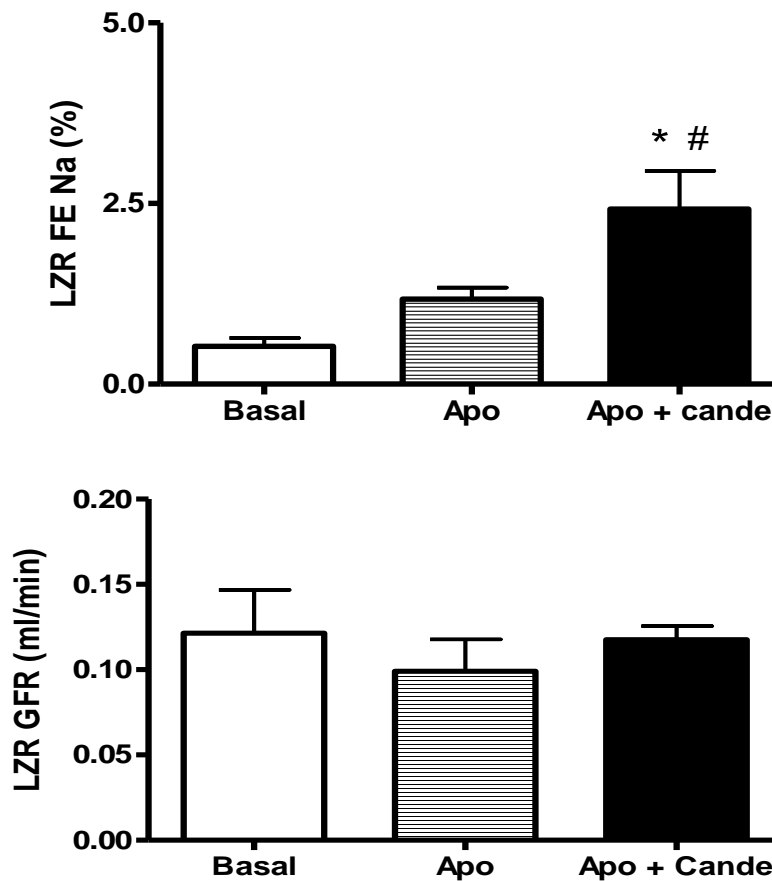 5.0
* #
LZR FE Na (%)
2.5
0.0
Basal Apo Apo + cande
0.20
0.15
LZR GFR (ml/min)
0.10
0.05
0.00
Basal Apo Apo + Cande